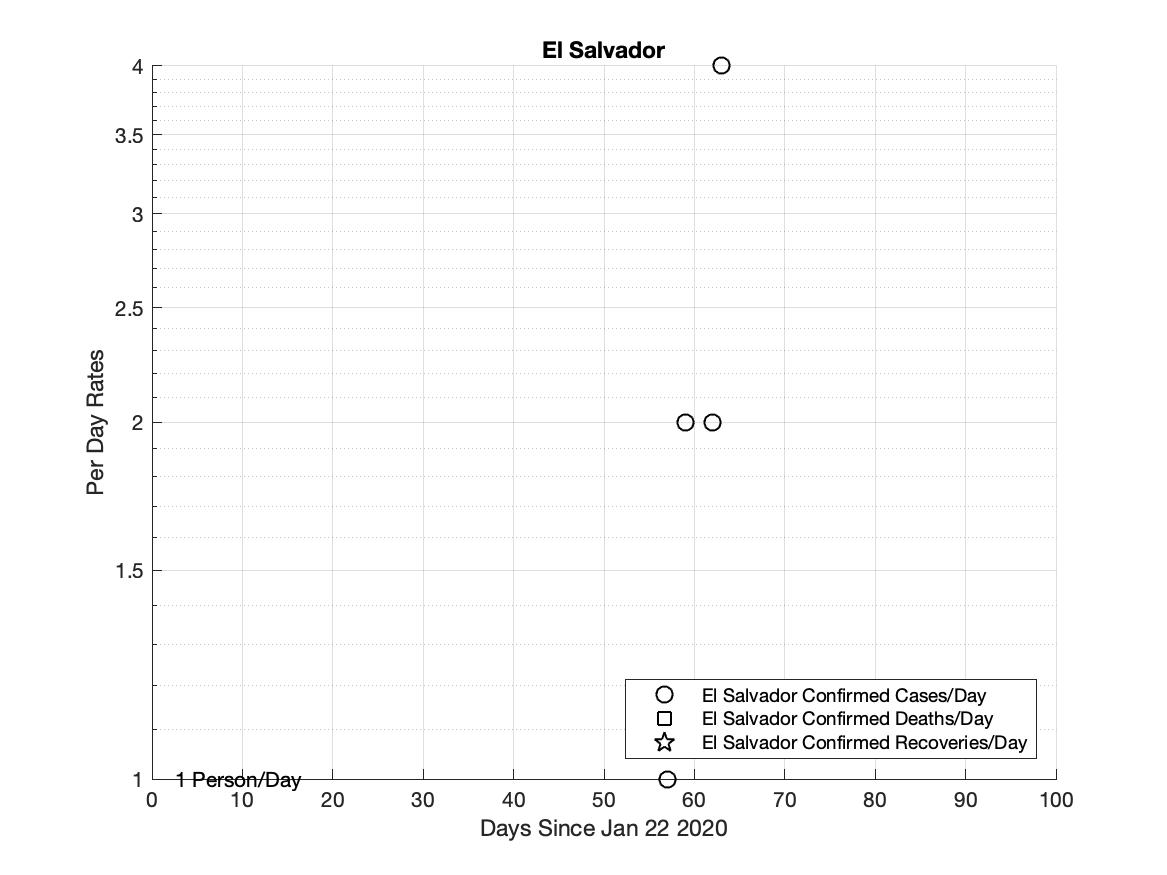 El Salvador
4
3.5
3
2.5
2
1.5
1
Per Day Rates
El Salvador Confirmed Cases/Day
El Salvador Confirmed Deaths/Day
El Salvador Confirmed Recoveries/Day
1 Person/Day
0 10 20 30 40 50 60 70 80 90 100
Days Since Jan 22 2020